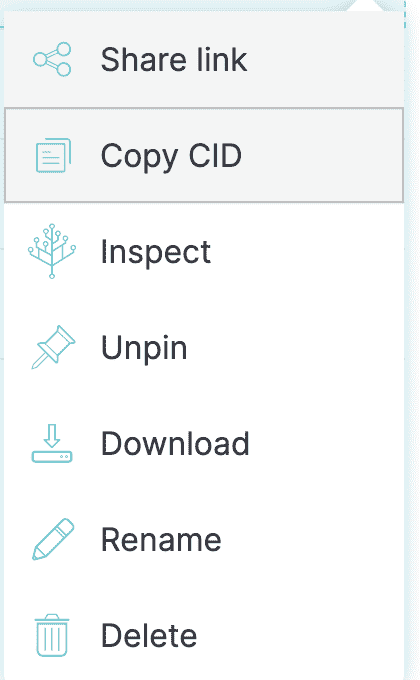 Share link
Copy CID
Inspect
Unpin
Download
Rename
Delete